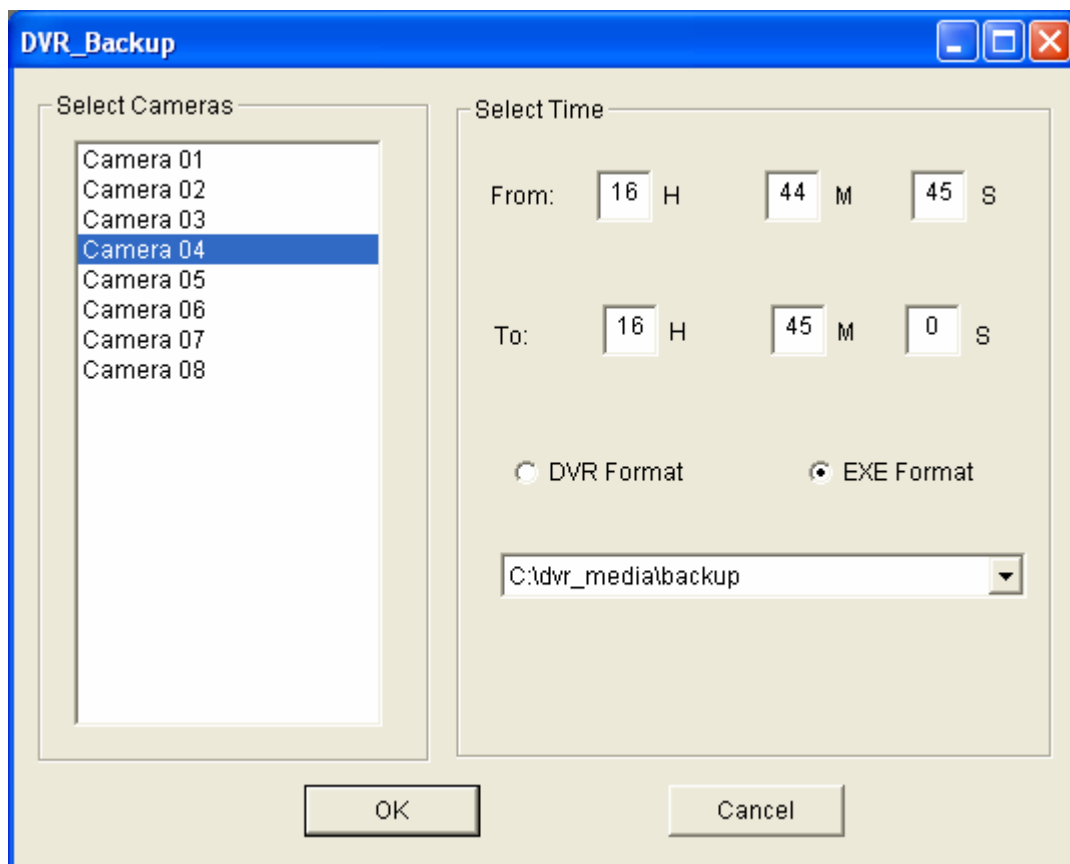 DVR_Backup
Select Cameras
Camera 01
Camera 02
Camera 03
Camera 04
Camera 05
Camera 06
Camera 07
Camera 08
Select Time
From: 16 H 44 M 45 S
To: 16 H 45 M 0 S
DVR Format EXE Format
C:\dvr_media\backup
OK Cancel